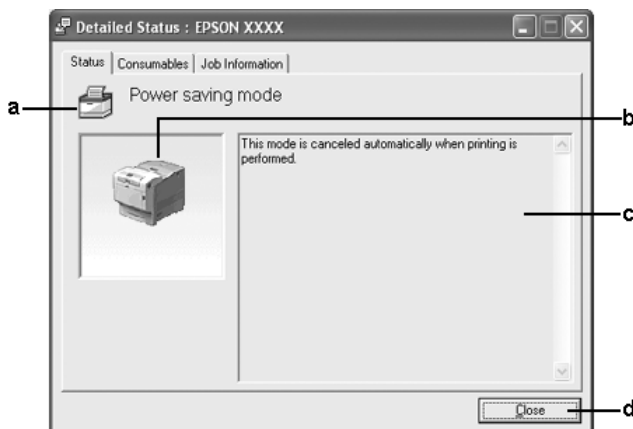 Detailed Status : EPSON XXXX
Status Consumables Job Information
a
Power saving mode
b
This mode is canceled automatically when printing is
performed.
c
Close
d